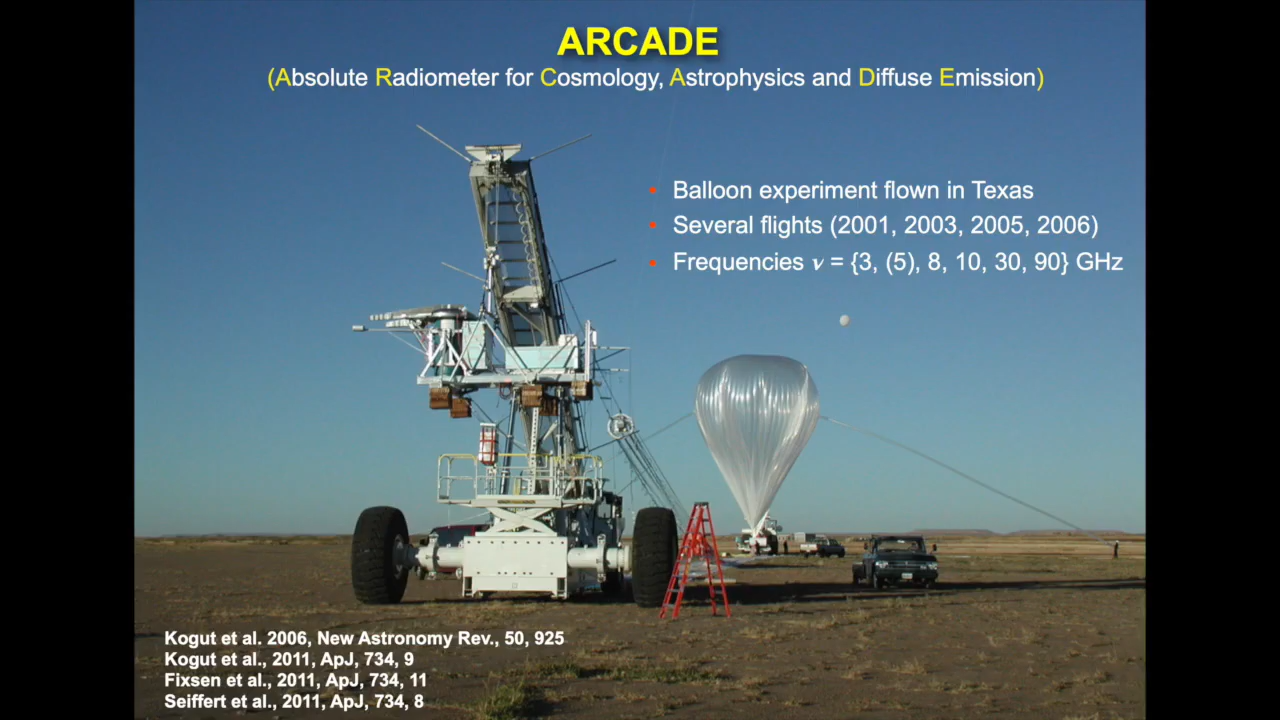 ARCADE
(Absolute Radiometer for Cosmology, Astrophysics and Diffuse Emission)
• Balloon experiment flown in Texas
• Several flights (2001, 2003, 2005, 2006)
• Frequencies ν = {3, (5), 8, 10, 30, 90} GHz
Kogut et al. 2006, New Astronomy Rev., 50, 925
Kogut et al., 2011, ApJ, 734, 9
Fixsen et al., 2011, ApJ, 734, 11
Seiffert et al., 2011, ApJ, 734, 8